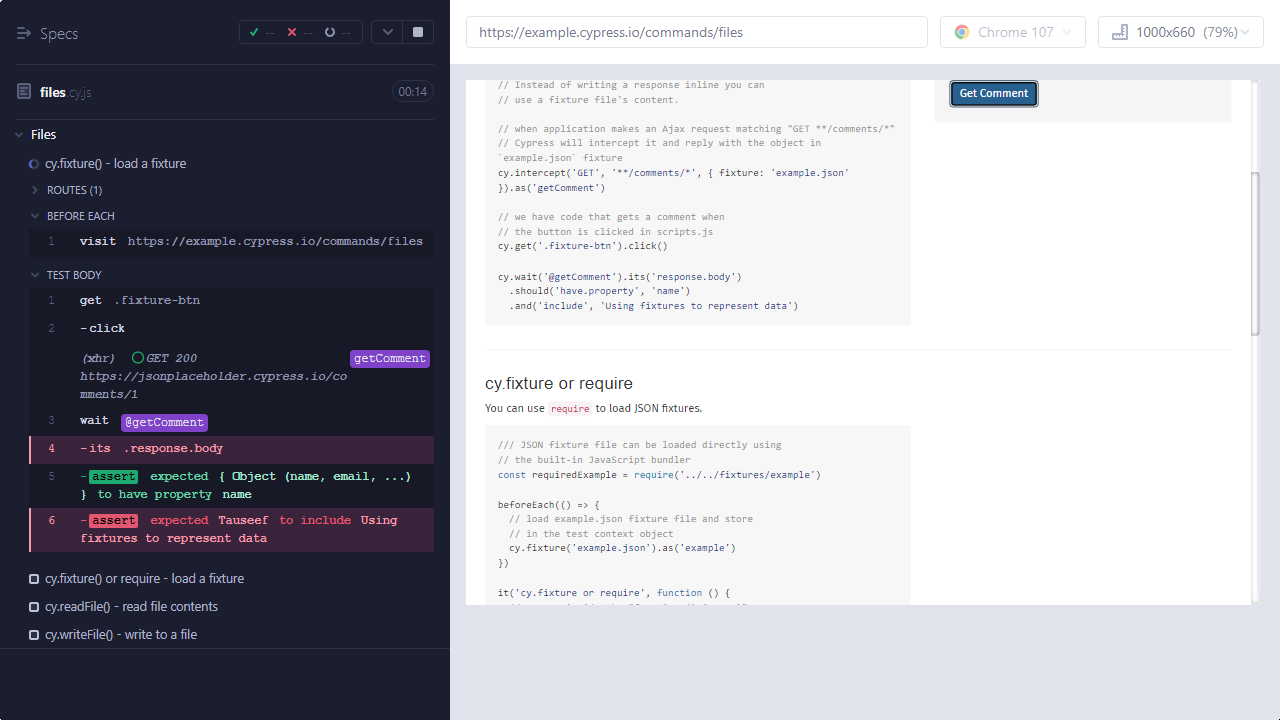 Specs
--
--
--
files.cy.js
00:14
Files
cy.fixture() - load a fixture
ROUTES (1)
BEFORE EACH
1 visit https://example.cypress.io/commands/files
TEST BODY
1 get .fixture-btn
2 -click
(xhr) GET 200 getComment
https://jsonplaceholder.cypress.io/co
mments/1
3 wait @getComment
4 -its .response.body
5 -assert expected { Object (name, email, ...)
} to have property name
6 -assert expected Tauseef to include Using
fixtures to represent data
cy.fixture() or require - load a fixture
cy.readFile() - read file contents
cy.writeFile() - write to a file
https://example.cypress.io/commands/files
Chrome 107
1000x660 (79%)
// Instead of writing a response inline you can
// use a fixture file's content.
// when application makes an Ajax request matching "GET **/comments/*"
// Cypress will intercept it and reply with the object in
`example.json` fixture
cy.intercept('GET', '**/comments/*', { fixture: 'example.json'
}).as('getComment')
// we have code that gets a comment when
// the button is clicked in scripts.js
cy.get('.fixture-btn').click()
cy.wait('@getComment').its('response.body')
.should('have.property', 'name')
.and('include', 'Using fixtures to represent data')
Get Comment
cy.fixture or require
You can use require to load JSON fixtures.
/// JSON fixture file can be loaded directly using
// the built-in JavaScript bundler
const requiredExample = require('../../fixtures/example')
beforeEach(() => {
// load example.json fixture file and store
// in the test context object
cy.fixture('example.json').as('example')
})
it('cy.fixture or require', function () {